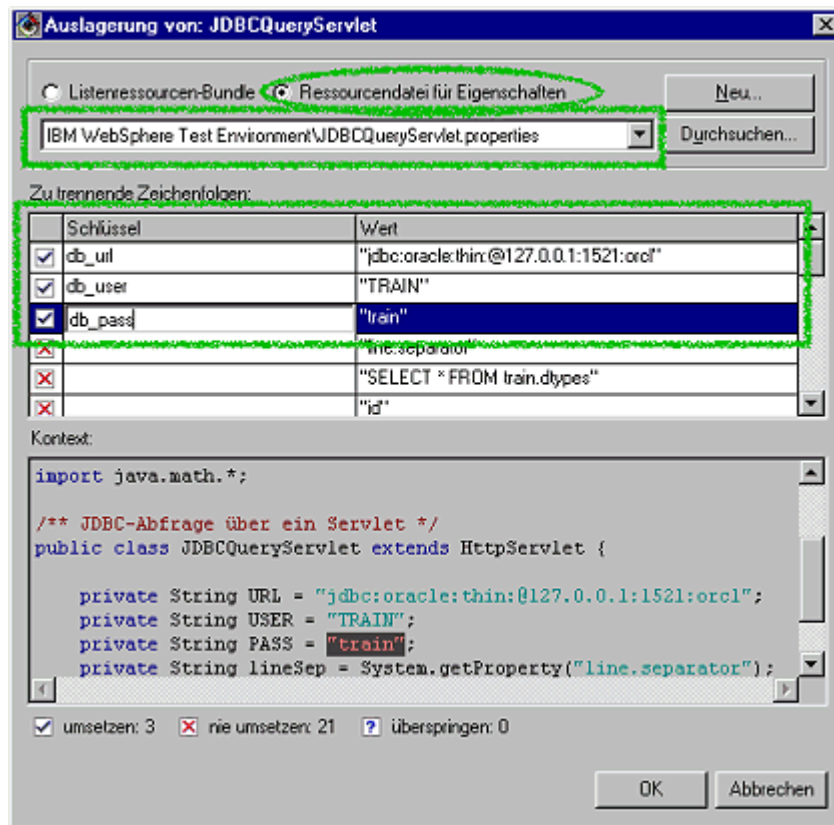 Auslagerung von: JDBCQueryServlet
Listenressourcen-Bundle Ressourcendatei für Eigenschaften Neu...
IBM WebSphere Test Environment\JDBCQueryServlet.properties Durchsuchen...
Zu trennende Zeichenfolgen:
Schlüssel Wert
db_url "jdbc:oracle:thin:@127.0.0.1:1521:orcl"
db_user "TRAIN"
db_pass "train"
"line.separator"
"SELECT * FROM train.dtypes"
"id"
Kontext:
import java.math.*;
/** JDBC-Abfrage über ein Servlet */
public class JDBCQueryServlet extends HttpServlet {
private String URL = "jdbc:oracle:thin:@127.0.0.1:1521:orcl";
private String USER = "TRAIN";
private String PASS = "train";
private String lineSep = System.getProperty("line.separator");
umsetzen: 3 nie umsetzen: 21 ? überspringen: 0
OK Abbrechen